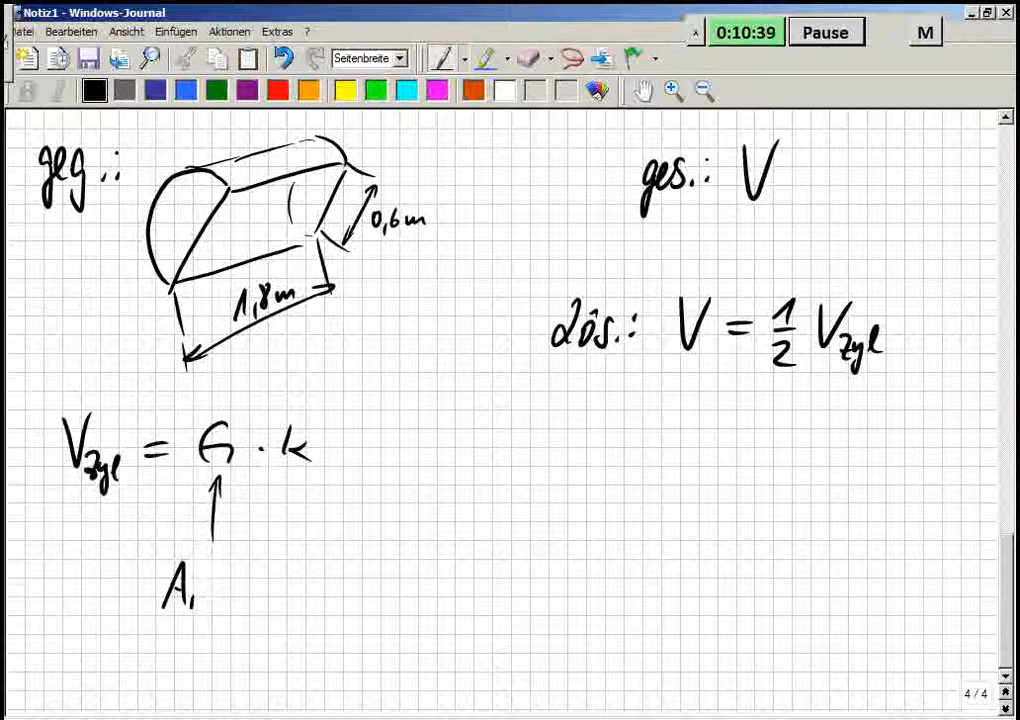 Notiz1 - Windows-Journal
Datei Bearbeiten Ansicht Einfügen Aktionen Extras ?
0:10:39 Pause M
Seitenbreite
geg.: ges.: V
0,6m
1,8m
Lös.: V = 1/2 V_Zyl
V_Zyl = G · k
A
4 / 4